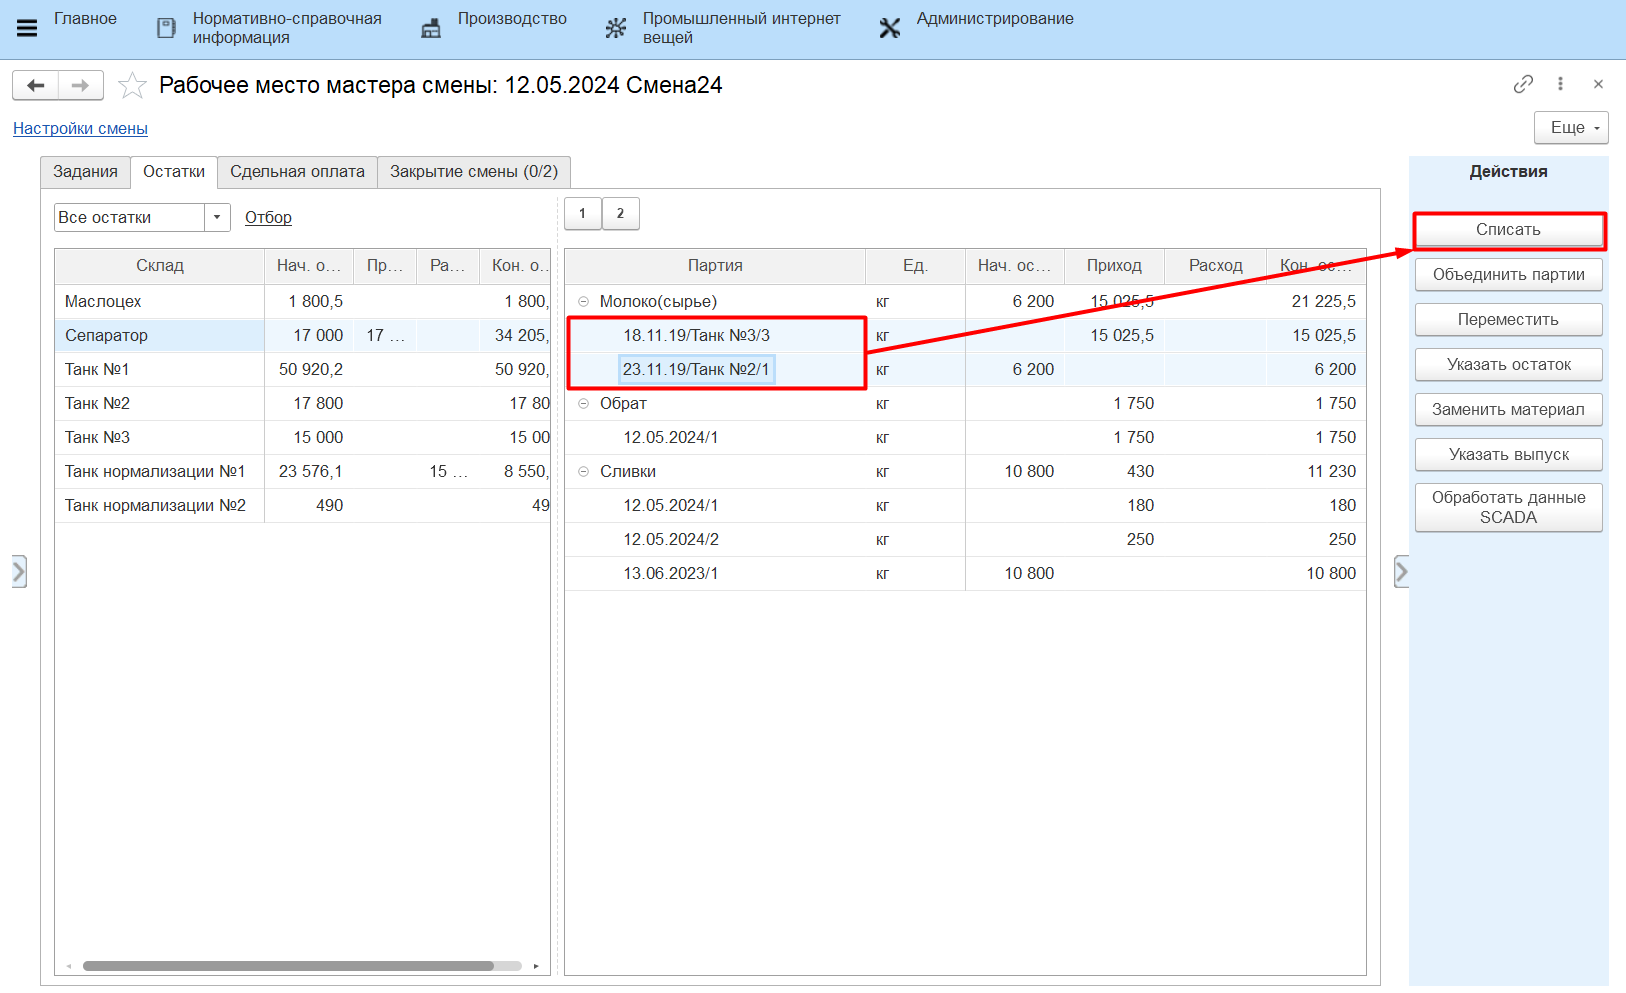 Главное
Нормативно-справочная
информация
Производство
Промышленный интернет
вещей
Администрирование
Рабочее место мастера смены: 12.05.2024 Смена24
Настройки смены
Еще
Задания Остатки Сдельная оплата Закрытие смены (0/2)
Все остатки Отбор
1 2
Склад Нач. о... Пр... Ра... Кон. о..
Маслоцех 1 800,5 1 800,
Сепаратор 17 000 17 ... 34 205,
Танк №1 50 920,2 50 920,
Танк №2 17 800 17 80
Танк №3 15 000 15 00
Танк нормализации №1 23 576,1 15 ... 8 550,
Танк нормализации №2 490 49
Партия Ед. Нач. ос... Приход Расход Кон. ос...
Молоко(сырье) кг 6 200 15 025,5 21 225,5
18.11.19/Танк №3/3 кг 15 025,5 15 025,5
23.11.19/Танк №2/1 кг 6 200 6 200
Обрат кг 1 750 1 750
12.05.2024/1 кг 1 750 1 750
Сливки кг 10 800 430 11 230
12.05.2024/1 кг 180 180
12.05.2024/2 кг 250 250
13.06.2023/1 кг 10 800 10 800
Действия
Списать
Объединить партии
Переместить
Указать остаток
Заменить материал
Указать выпуск
Обработать данные
SCADA